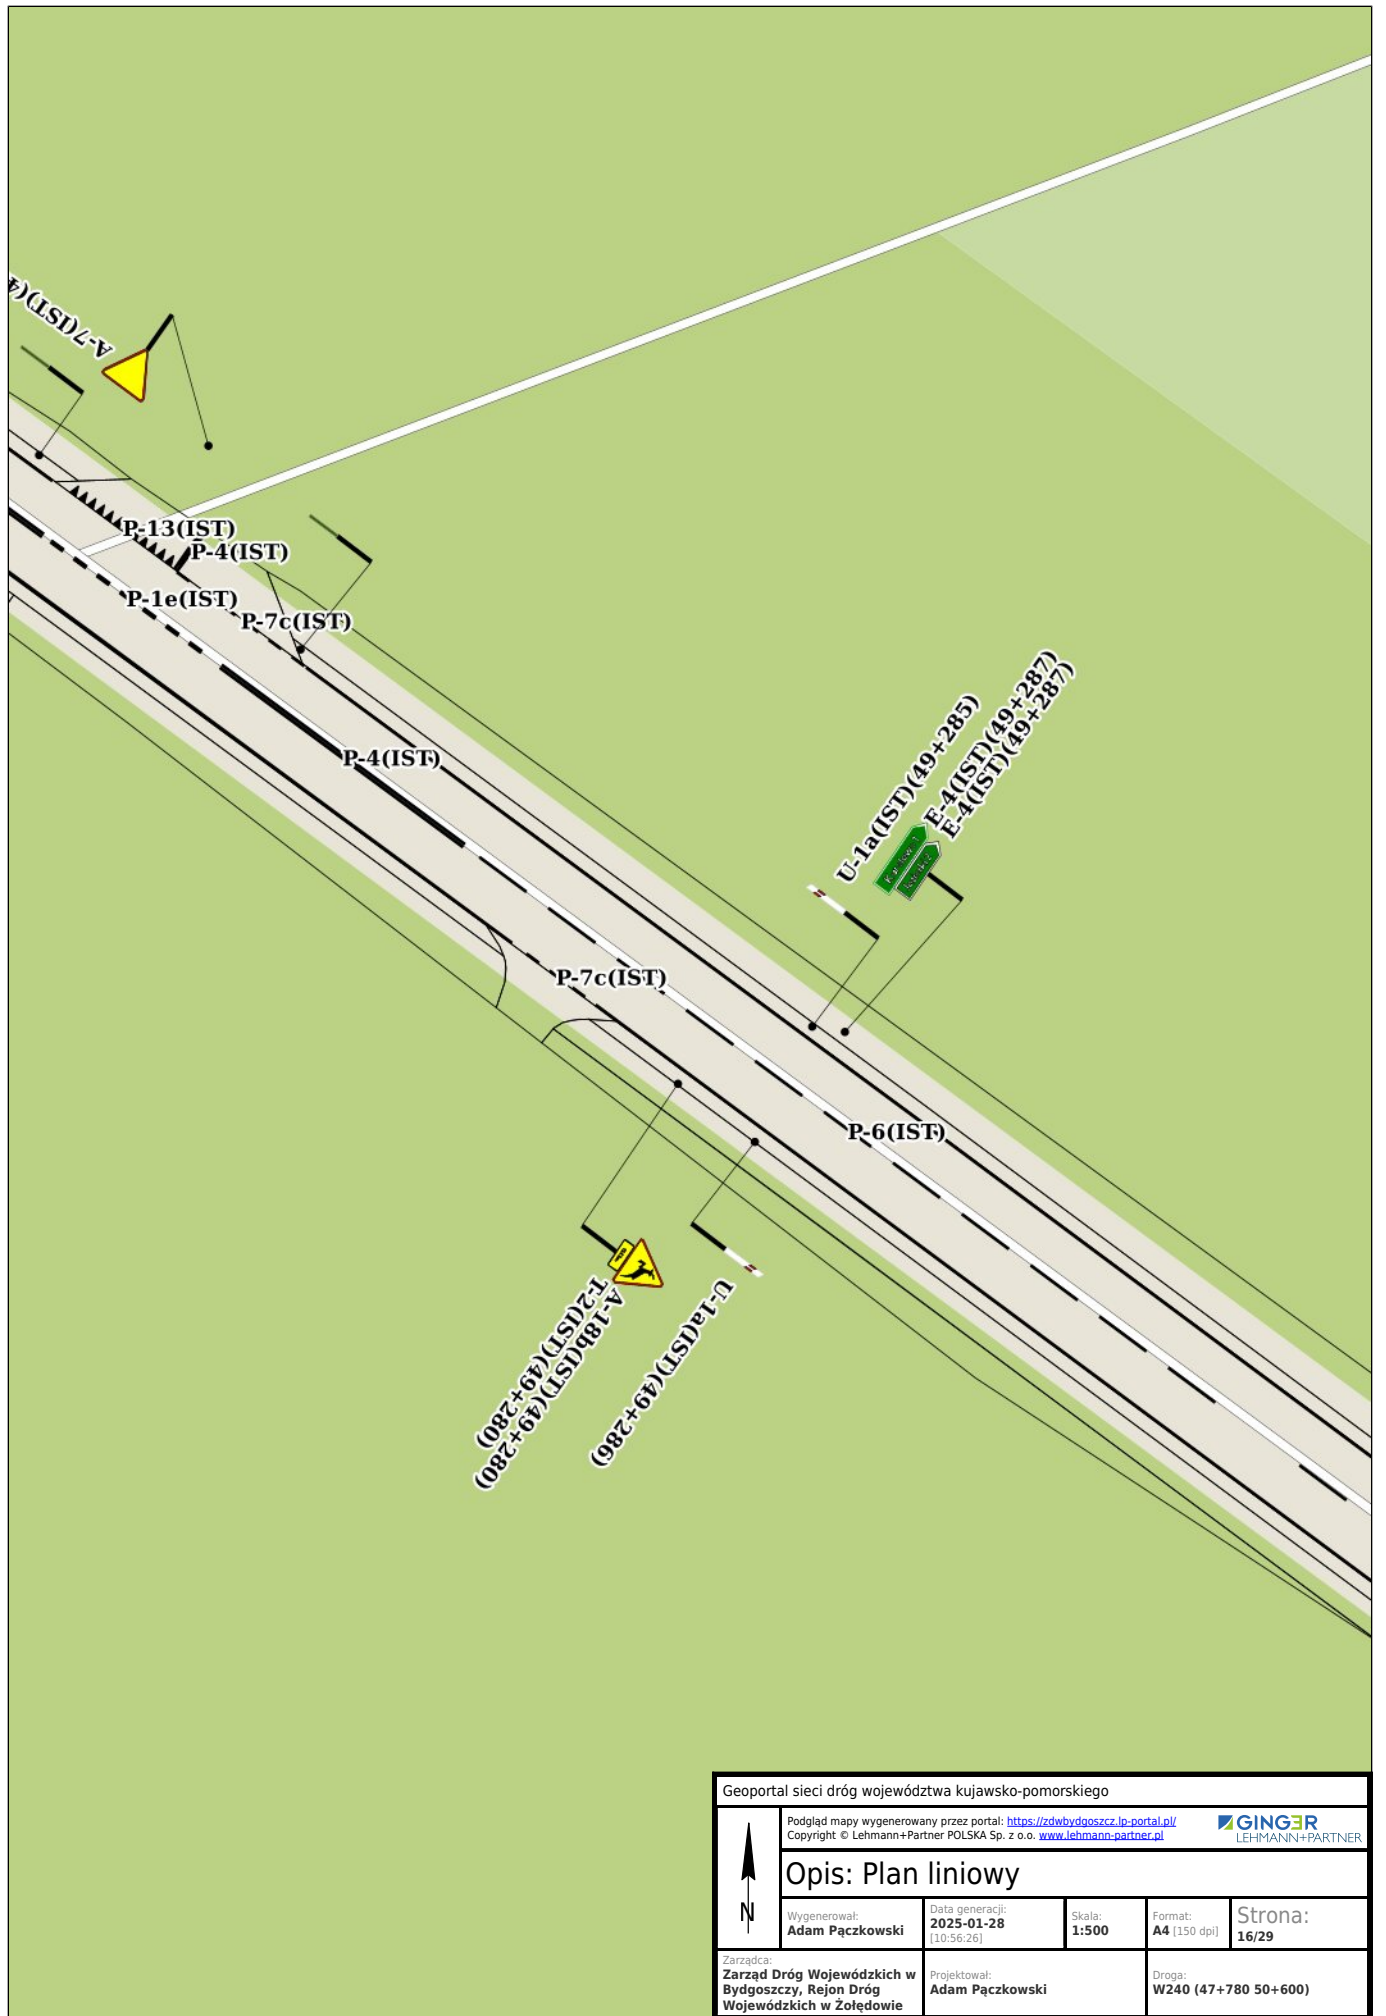 A-7(IST)(4
P-13(IST)
P-4(IST)
P-1e(IST)
P-7c(IST)
P-4(IST)
U-1a(IST)(49+285)
E-4(IST)(49+287)
E-4(IST)(49+287)
P-7c(IST)
P-6(IST)
T-2(IST)(49+280)
A-18b(IST)(49+280)
U-1a(IST)(49+286)
Geoportal sieci dróg województwa kujawsko-pomorskiego
Podgląd mapy wygenerowany przez portal: https://zdwbydgoszcz.lp-portal.pl/
Copyright © Lehmann+Partner POLSKA Sp. z o.o. www.lehmann-partner.pl
GINGER
LEHMANN+PARTNER
Opis: Plan liniowy
N
Wygenerował:
Adam Pączkowski
Data generacji:
2025-01-28
[10:56:26]
Skala:
1:500
Format:
A4 [150 dpi]
Strona:
16/29
Zarządca:
Zarząd Dróg Wojewódzkich w
Bydgoszczy, Rejon Dróg
Wojewódzkich w Żołędowie
Projektował:
Adam Pączkowski
Droga:
W240 (47+780 50+600)